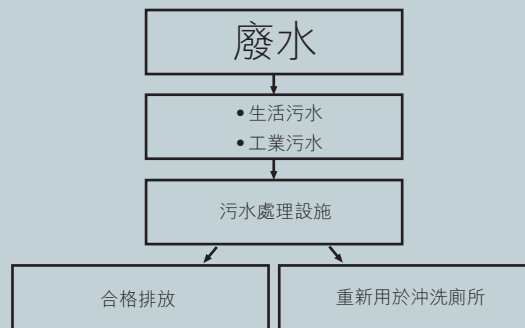 廢水
• 生活污水
• 工業污水
污水處理設施
合格排放
重新用於沖洗廁所